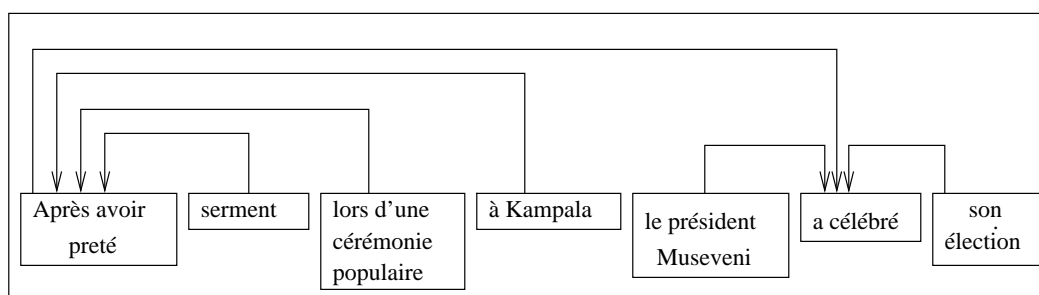 Après avoir
preté
serment
lors d'une
cérémonie
populaire
à Kampala
le président
Museveni
a célébré
son
élection